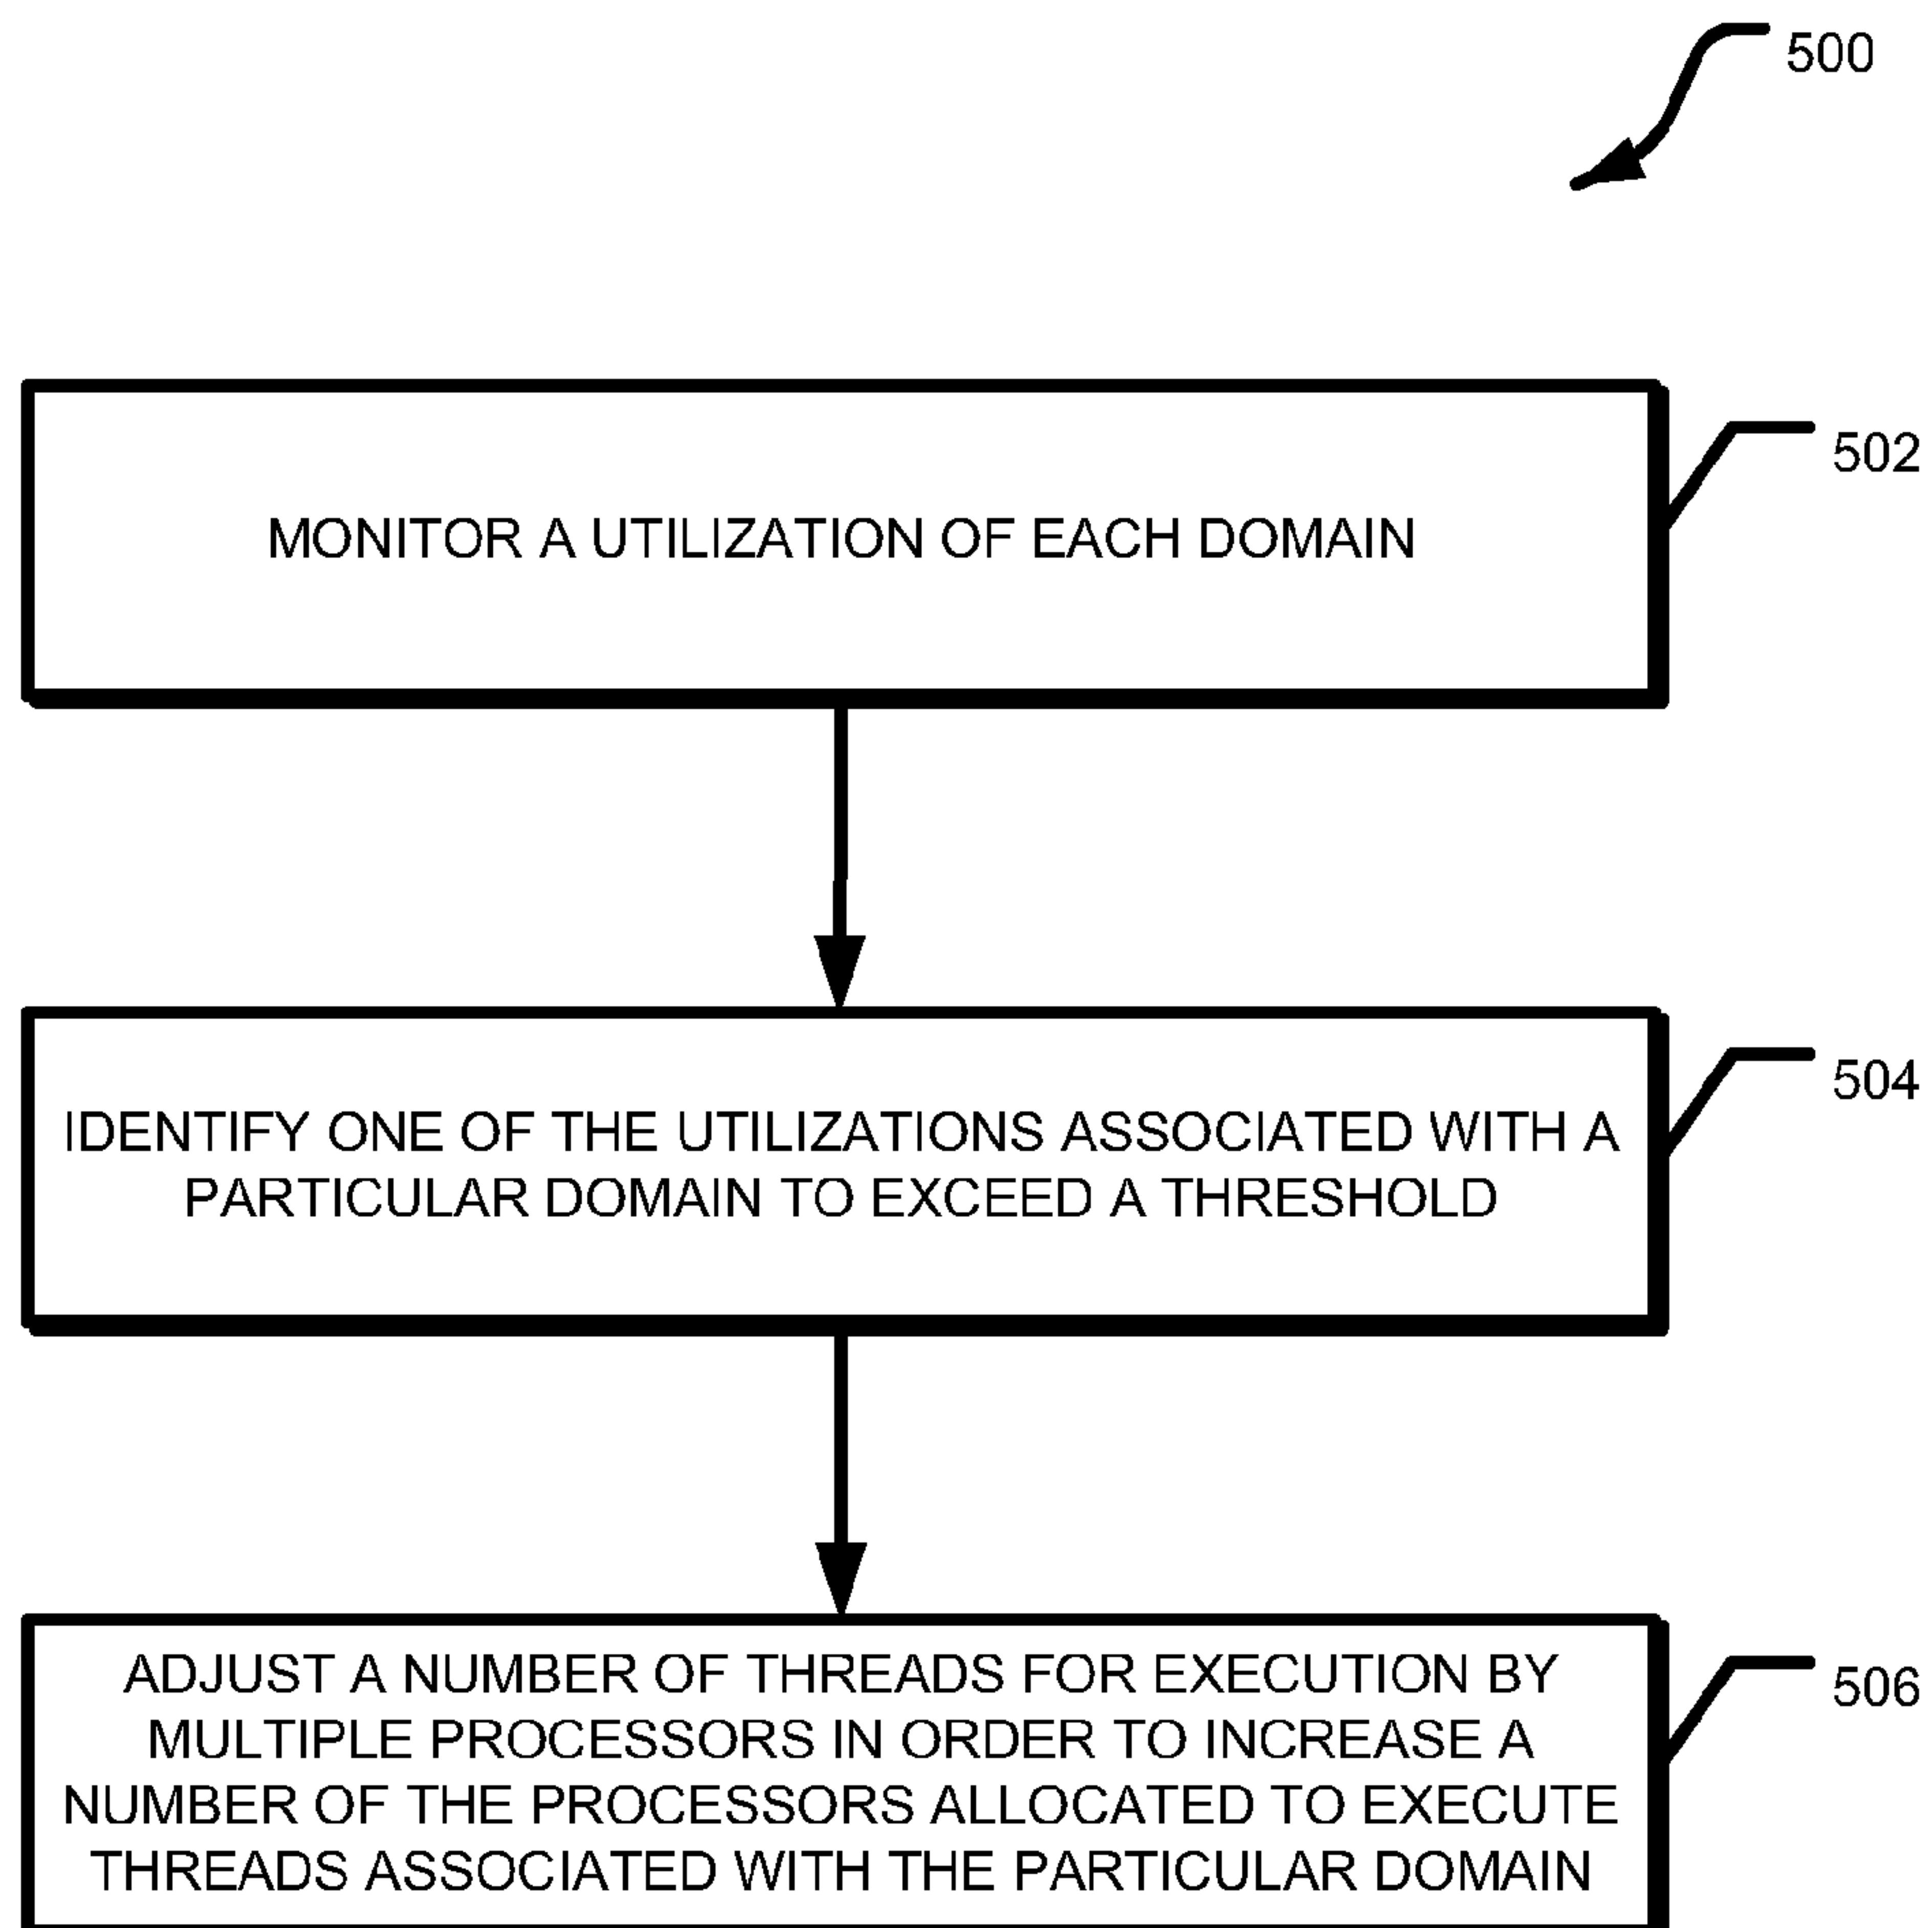 500
502
MONITOR A UTILIZATION OF EACH DOMAIN
504
IDENTIFY ONE OF THE UTILIZATIONS ASSOCIATED WITH A
PARTICULAR DOMAIN TO EXCEED A THRESHOLD
506
ADJUST A NUMBER OF THREADS FOR EXECUTION BY
MULTIPLE PROCESSORS IN ORDER TO INCREASE A
NUMBER OF THE PROCESSORS ALLOCATED TO EXECUTE
THREADS ASSOCIATED WITH THE PARTICULAR DOMAIN